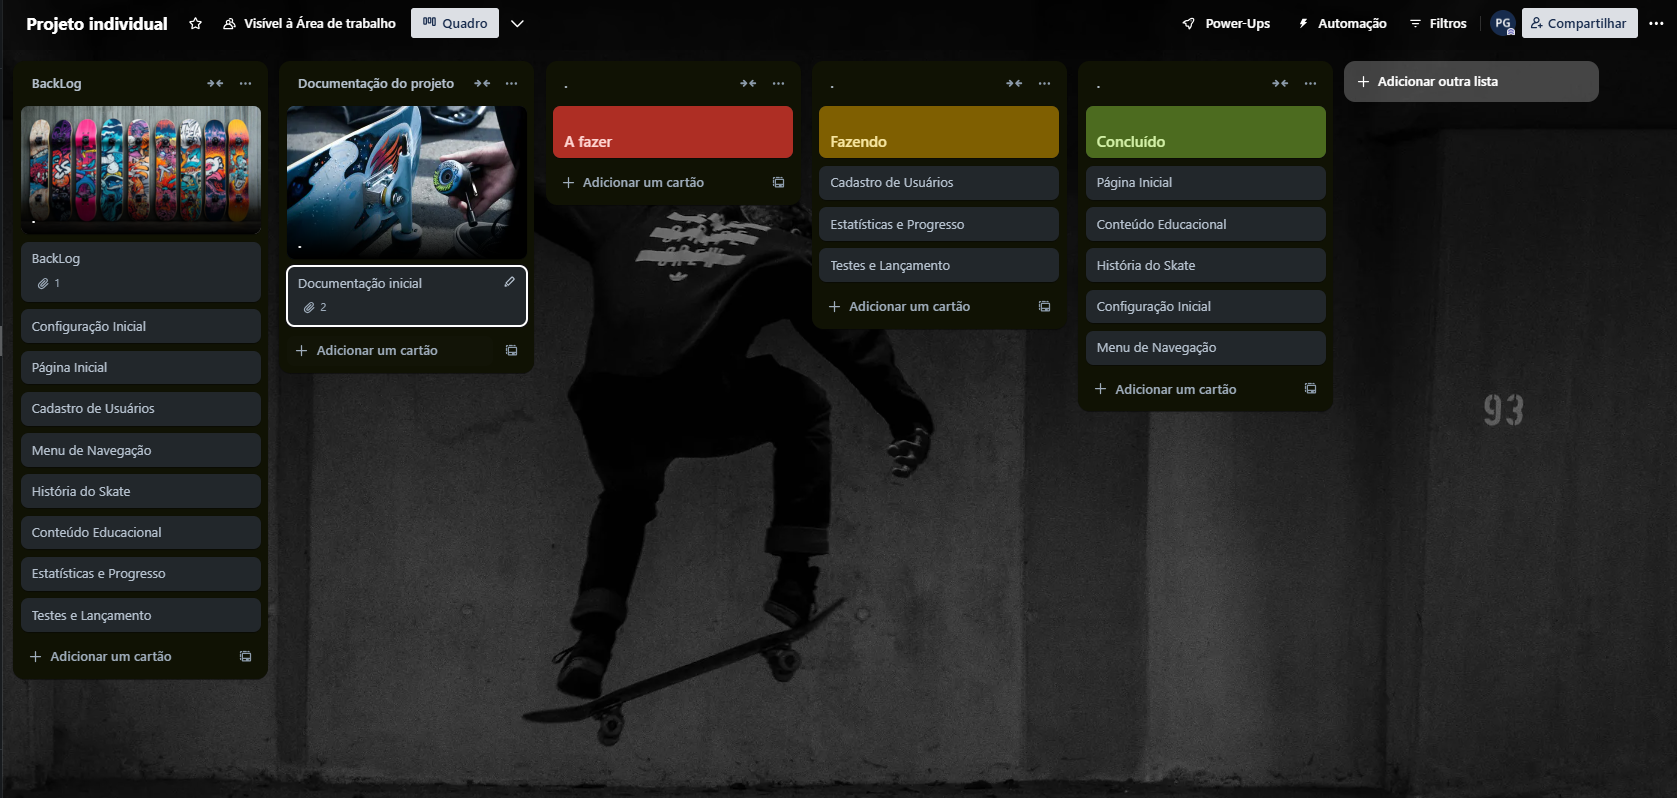 Projeto individual
Visível à Área de trabalho
Quadro
Power-Ups
Automação
Filtros
PG
Compartilhar
BackLog
.
BackLog
1
Configuração Inicial
Página Inicial
Cadastro de Usuários
Menu de Navegação
História do Skate
Conteúdo Educacional
Estatísticas e Progresso
Testes e Lançamento
Adicionar um cartão
Documentação do projeto
.
Documentação inicial
2
Adicionar um cartão
.
A fazer
Adicionar um cartão
.
Fazendo
Cadastro de Usuários
Estatísticas e Progresso
Testes e Lançamento
Adicionar um cartão
.
Concluído
Página Inicial
Conteúdo Educacional
História do Skate
Configuração Inicial
Menu de Navegação
Adicionar um cartão
Adicionar outra lista
93